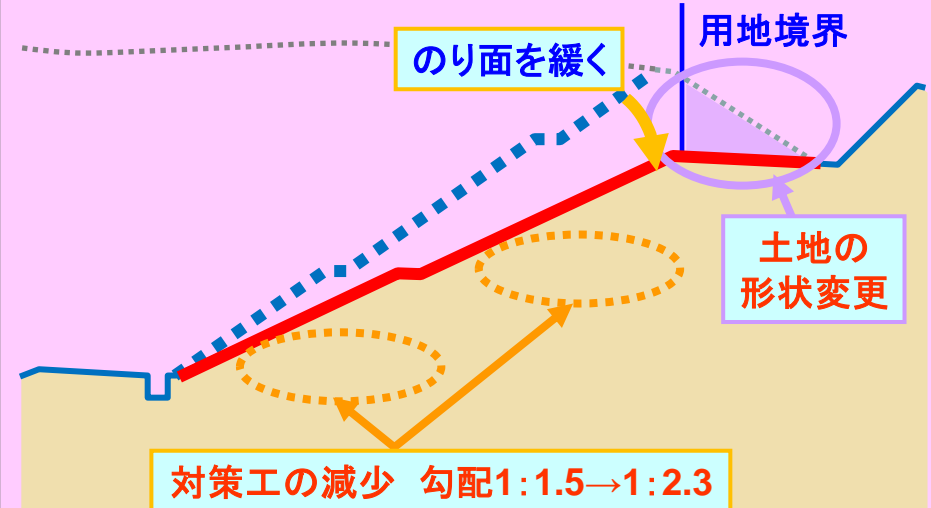 用地境界
のり面を緩く
土地の
形状変更
対策工の減少　勾配1：1.5→1：2.3